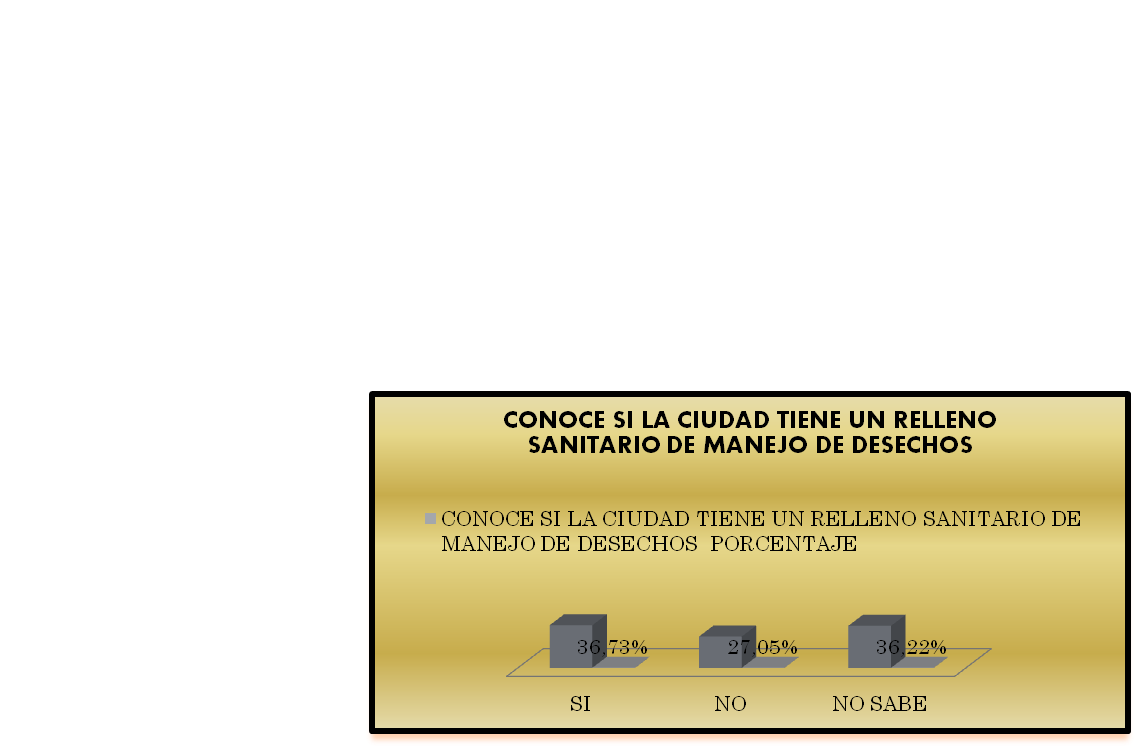 CONOCE SI LA CIUDAD TIENE UN RELLENO
SANITARIO DE MANEJO DE DESECHOS
CONOCE SI LA CIUDAD TIENE UN RELLENO SANITARIO DE
MANEJO DE DESECHOS  PORCENTAJE
36,73% 27,05% 36,22%
SI NO NO SABE